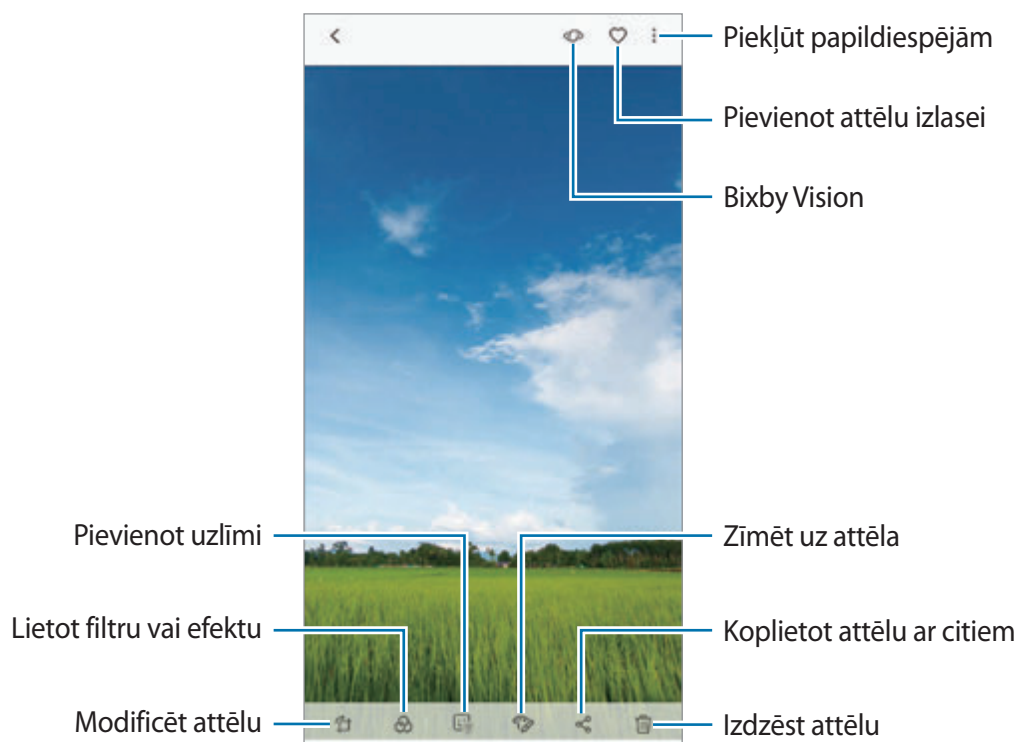 Piekļūt papildiespējām
Pievienot attēlu izlasei
Bixby Vision
Pievienot uzlīmi
Zīmēt uz attēla
Lietot filtru vai efektu
Koplietot attēlu ar citiem
Modificēt attēlu
Izdzēst attēlu